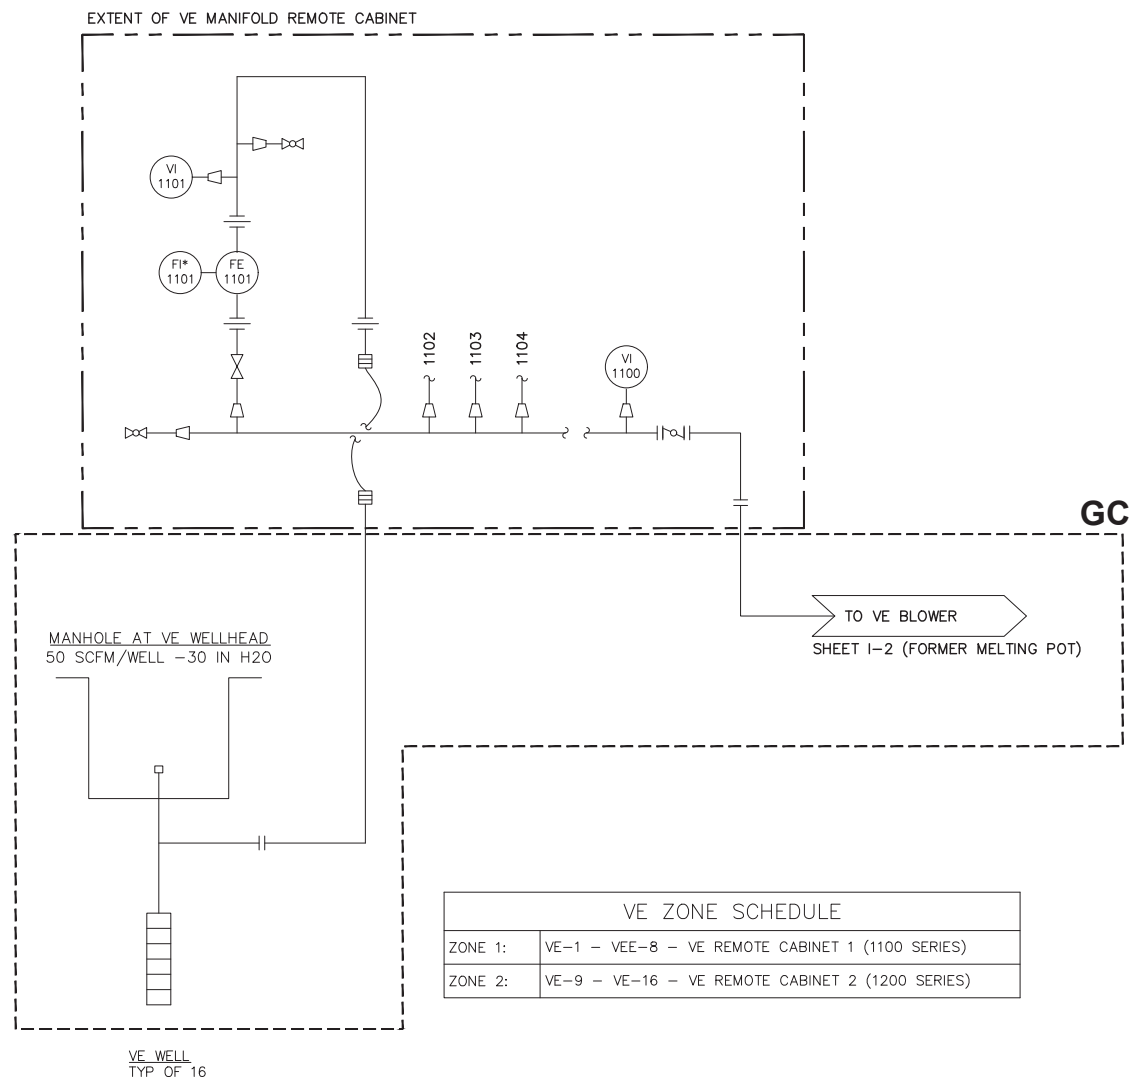 EXTENT OF VE MANIFOLD REMOTE CABINET
VI
1101
FI*
1101
FE
1101
1102
1103
1104
VI
1100
GC
MANHOLE AT VE WELLHEAD
50 SCFM/WELL -30 IN H2O
TO VE BLOWER
SHEET I-2 (FORMER MELTING POT)
VE ZONE SCHEDULE
ZONE 1: VE-1 - VEE-8 - VE REMOTE CABINET 1 (1100 SERIES)
ZONE 2: VE-9 - VE-16 - VE REMOTE CABINET 2 (1200 SERIES)
VE WELL
TYP OF 16